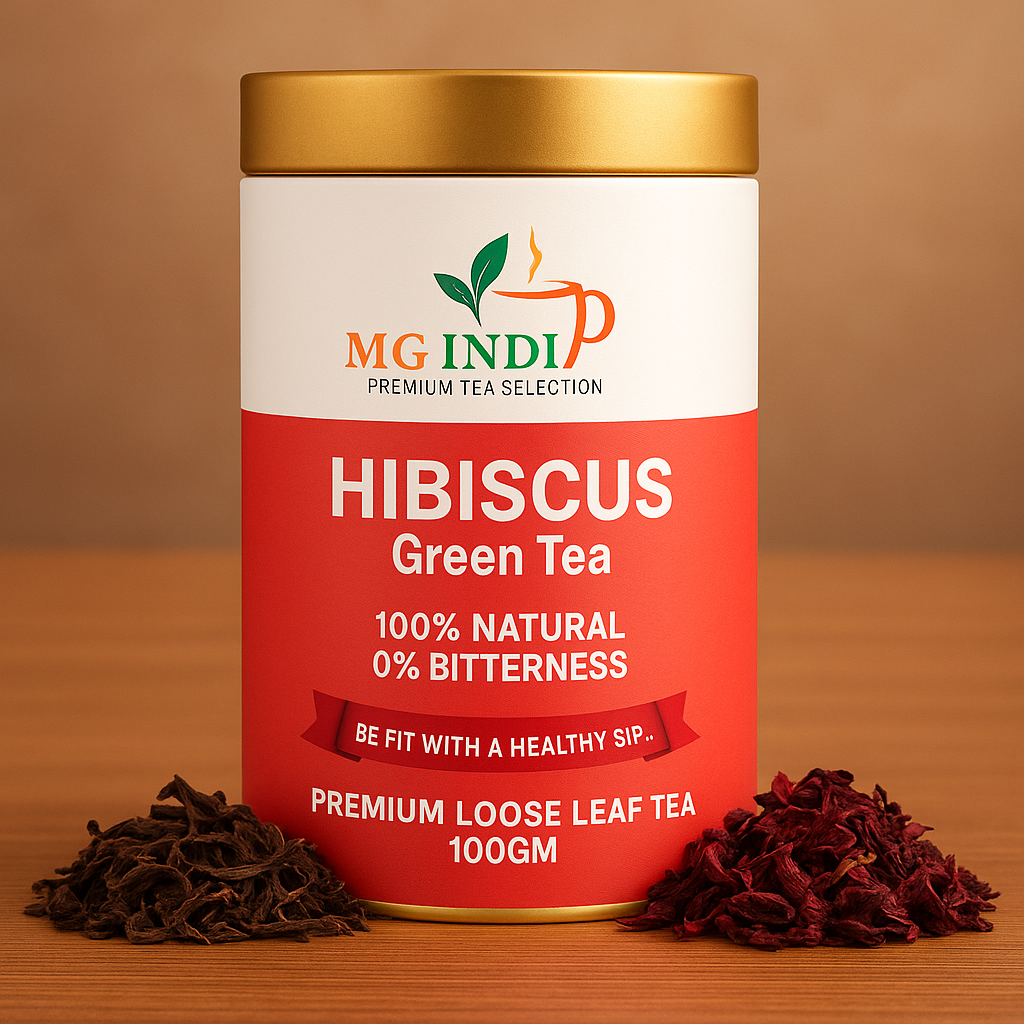 MG INDI
PREMIUM TEA SELECTION
HIBISCUS
Green Tea
100% NATURAL
0% BITTERNESS
BE FIT WITH A HEALTHY SIP..
PREMIUM LOOSE LEAF TEA
100GM